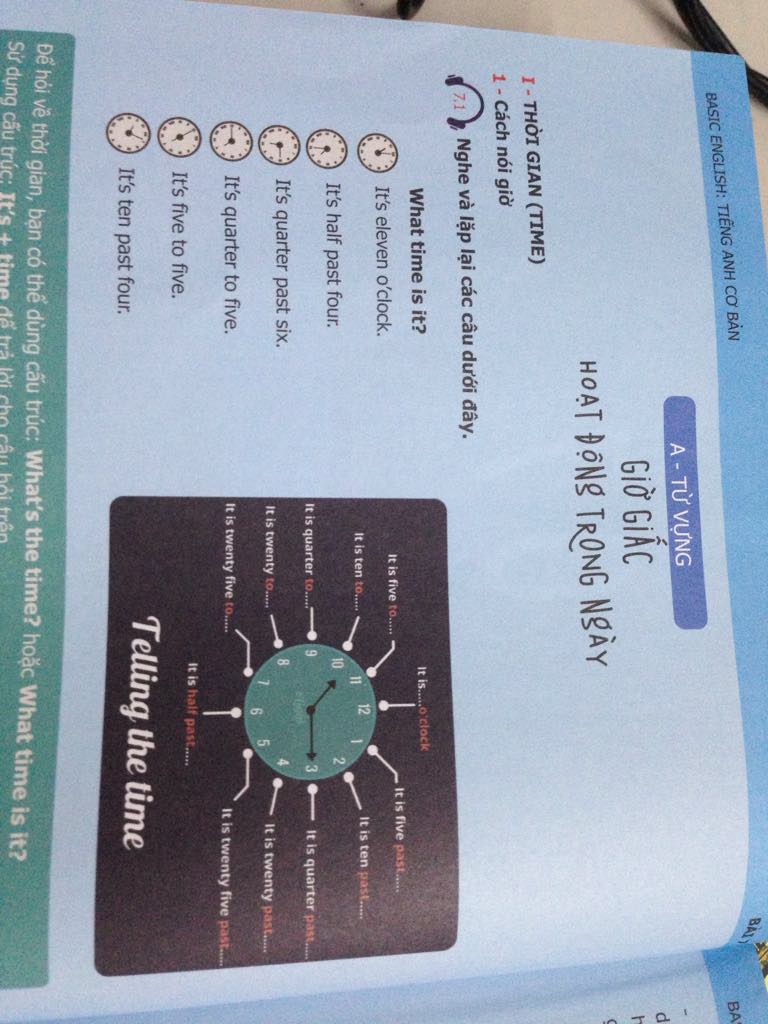 BASIC ENGLISH: TIẾNG ANH CƠ BẢN
BÀI 7
A - TỪ VỰNG
GIỜ GIẤC
HOẠT ĐỘNG TRONG NGÀY
I - THỜI GIAN (TIME)
1 - Cách nói giờ
7.1 Nghe và lặp lại các câu dưới đây.
What time is it?
It's eleven o'clock.
It's half past four.
It's quarter past six.
It's quarter to five.
It's five to five.
It's ten past four.
It is.....o'clock
It is five to.....
It is five past.....
It is ten to.....
It is ten past.....
It is quarter to.....
It is quarter past.....
It is twenty to.....
It is twenty past.....
It is twenty five to.....
It is twenty five past.....
It is half past.....
12
1
2
3
4
5
6
7
8
9
10
11
Telling the time
Để hỏi về thời gian, bạn có thể dùng cấu trúc: What's the time? hoặc What time is it?
Sử dụng cấu trúc: It's + time để trả lời cho câu hỏi trên